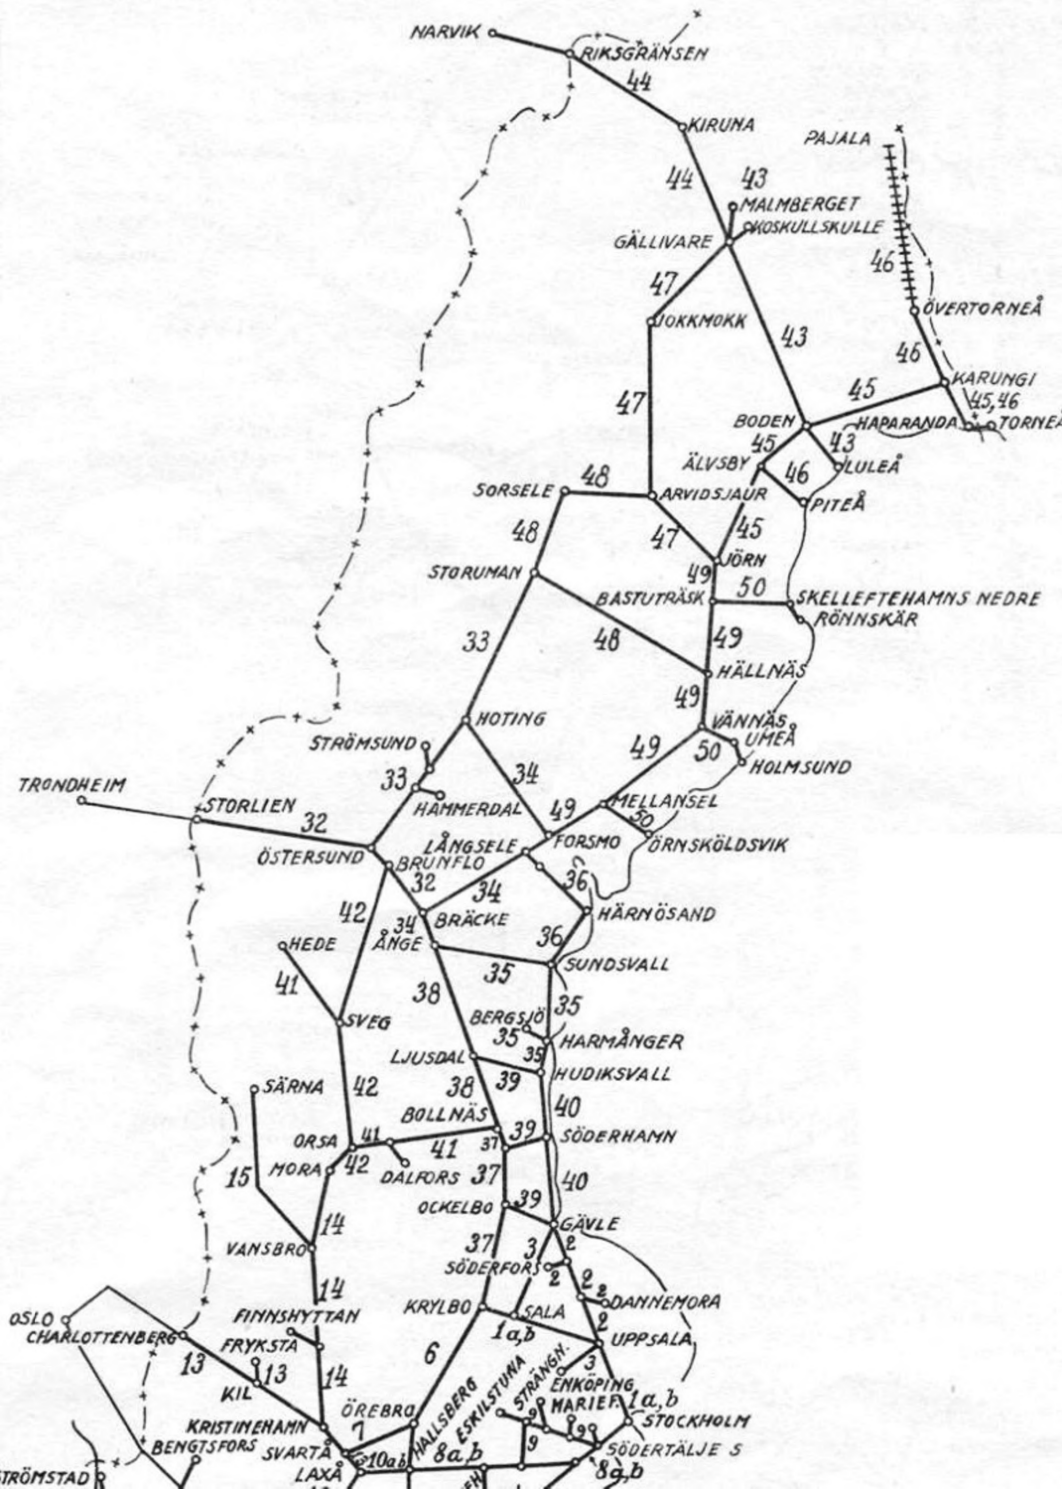 NARVIK
RIKSGRÄNSEN
44
KIRUNA
PAJALA
44
43
MALMBERGET
KOSKULLSKULLE
GÄLLIVARE
46
47
ÖVERTORNEÅ
JOKKMOKK
43
46
KARUNGI
45
45,46
47
BODEN
HAPARANDA
TORNEÅ
45
43
ÄLVSBY
LULEÅ
46
48
SORSELE
ARVIDSJAUR
PITEÅ
48
47
45
JÖRN
STORUMAN
49
50
BASTUTRÄSK
SKELLEFTEHAMNS NEDRE
RÖNNSKÄR
33
48
49
HÄLLNÄS
49
HOTING
VÄNNÄS
UMEÅ
STRÖMSUND
49
50
HOLMSUND
34
33
TRONDHEIM
STORLIEN
HAMMERDAL
MELLANSEL
32
49
50
LÅNGSELE
FORSMO
ÖRNSKÖLDSVIK
ÖSTERSUND
BRUNFLO
32
34
36
42
34
BRÄCKE
HÄRNÖSAND
HEDE
ÅNGE
36
35
SUNDSVALL
41
38
35
SVEG
BERGSJÖ
35
HARMÅNGER
LJUSDAL
35
39
HUDIKSVALL
SÄRNA
42
38
40
BOLLNÄS
ORSA
41
41
37
39
SÖDERHAMN
MORA
42
DALFORS
37
15
40
OCKELBO
39
14
GÄVLE
VANSBRO
37
3
2
SÖDERFORS
2
14
2
2
DANNEMORA
FINNSHYTTAN
KRYLBO
SALA
2
OSLO
CHARLOTTENBERG
FRYKSTA
1a,b
UPPSALA
13
13
14
6
3
KIL
STRÄNGN.
ENKÖPING
ESKILSTUNA
MARIEF.
1a,b
KRISTINEHAMN
ÖREBRO
HALLSBERG
9
9
9
STOCKHOLM
BENGTSFORS
SVARTÅ
7
10ab
8a,b
SÖDERTÄLJE S
STRÖMSTAD
LAXÅ
8a,b